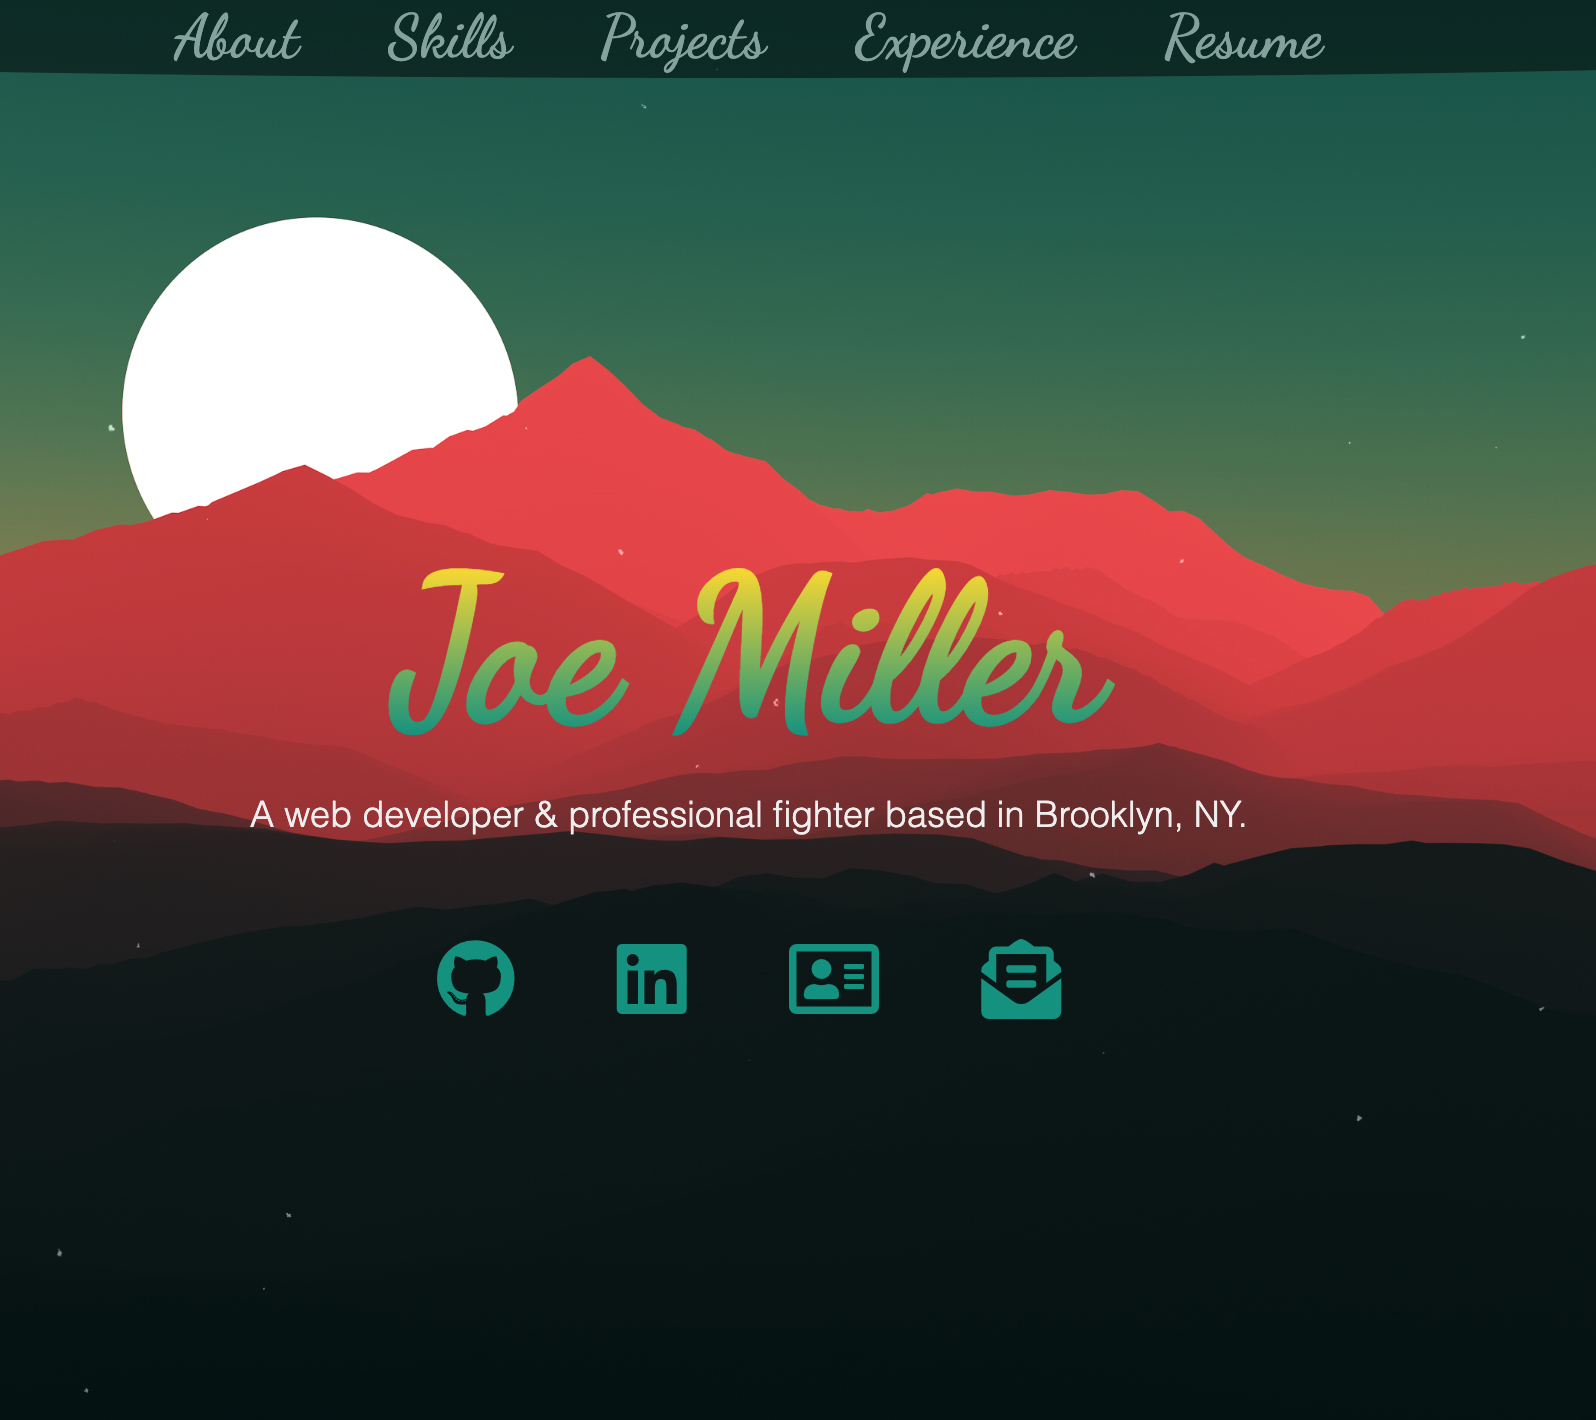 About Skills Projects Experience Resume
Joe Miller
A web developer & professional fighter based in Brooklyn, NY.
in